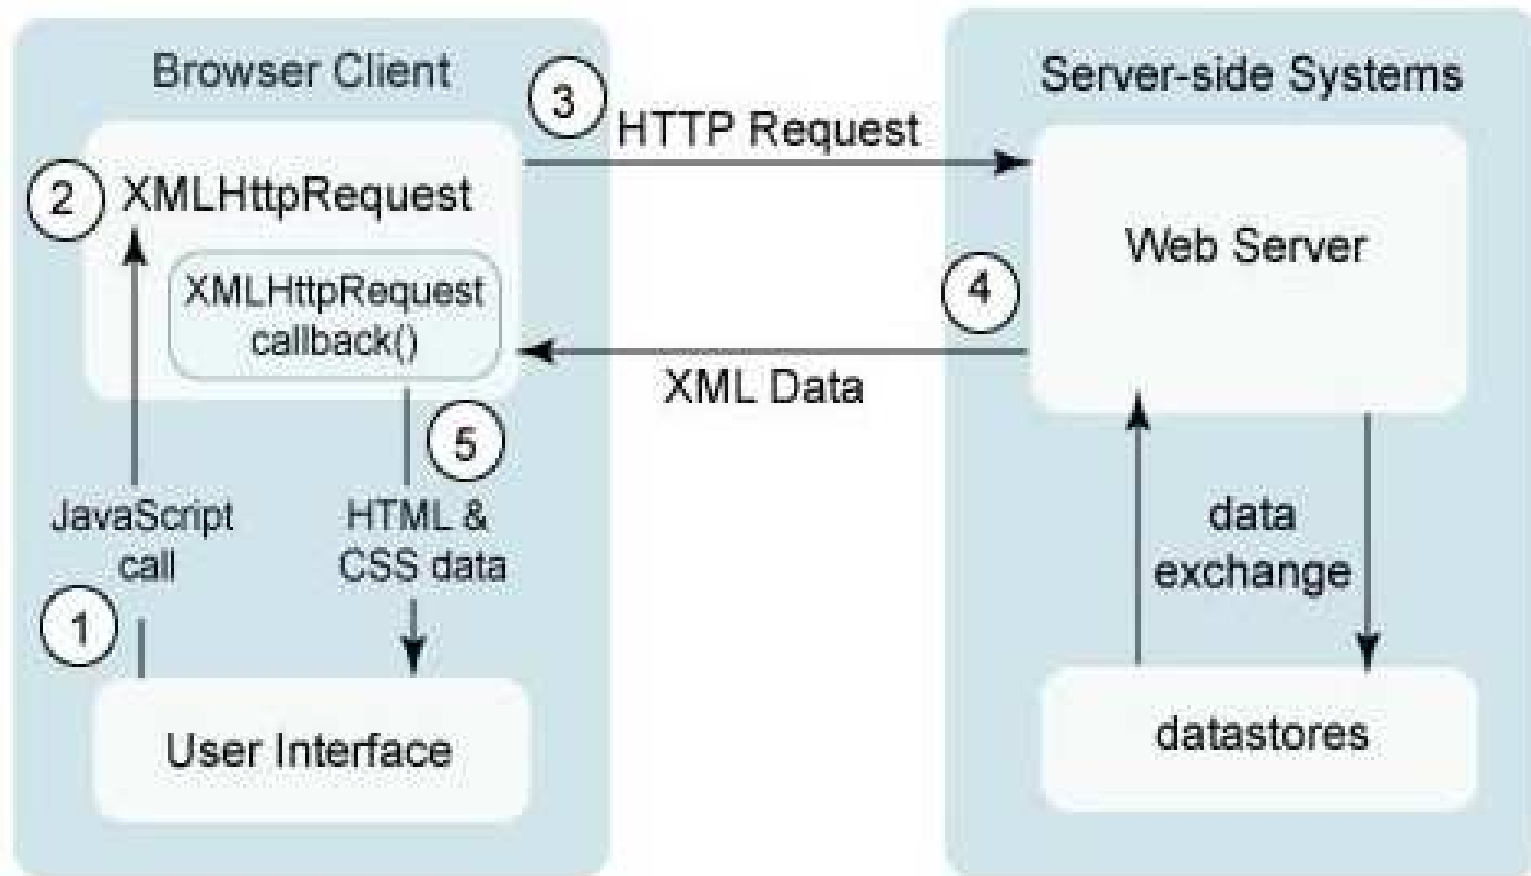 Browser Client
3
HTTP Request
2
XMLHttpRequest
XMLHttpRequest
callback()
4
XML Data
5
JavaScript
call
HTML &
CSS data
1
User Interface
Server-side Systems
Web Server
data
exchange
datastores